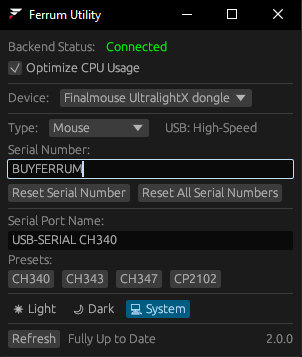 Ferrum Utility
Backend Status: Connected
Optimize CPU Usage
Device: Finalmouse UltralightX dongle
Type: Mouse USB: High-Speed
Serial Number:
BUYFERRUM
Reset Serial Number Reset All Serial Numbers
Serial Port Name:
USB-SERIAL CH340
Presets:
CH340 CH343 CH347 CP2102
Light Dark System
Refresh Fully Up to Date 2.0.0